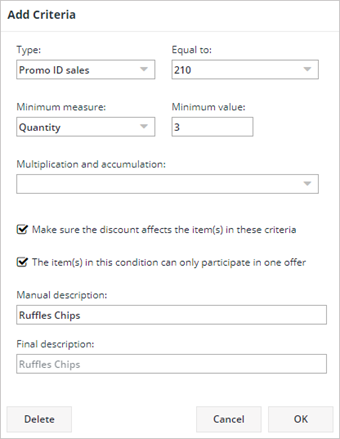 Add Criteria
Type: Equal to:
Promo ID sales 210
Minimum measure: Minimum value:
Quantity 3
Multiplication and accumulation:
Make sure the discount affects the item(s) in these criteria
The item(s) in this condition can only participate in one offer
Manual description:
Ruffles Chips
Final description:
Ruffles Chips
Delete Cancel OK